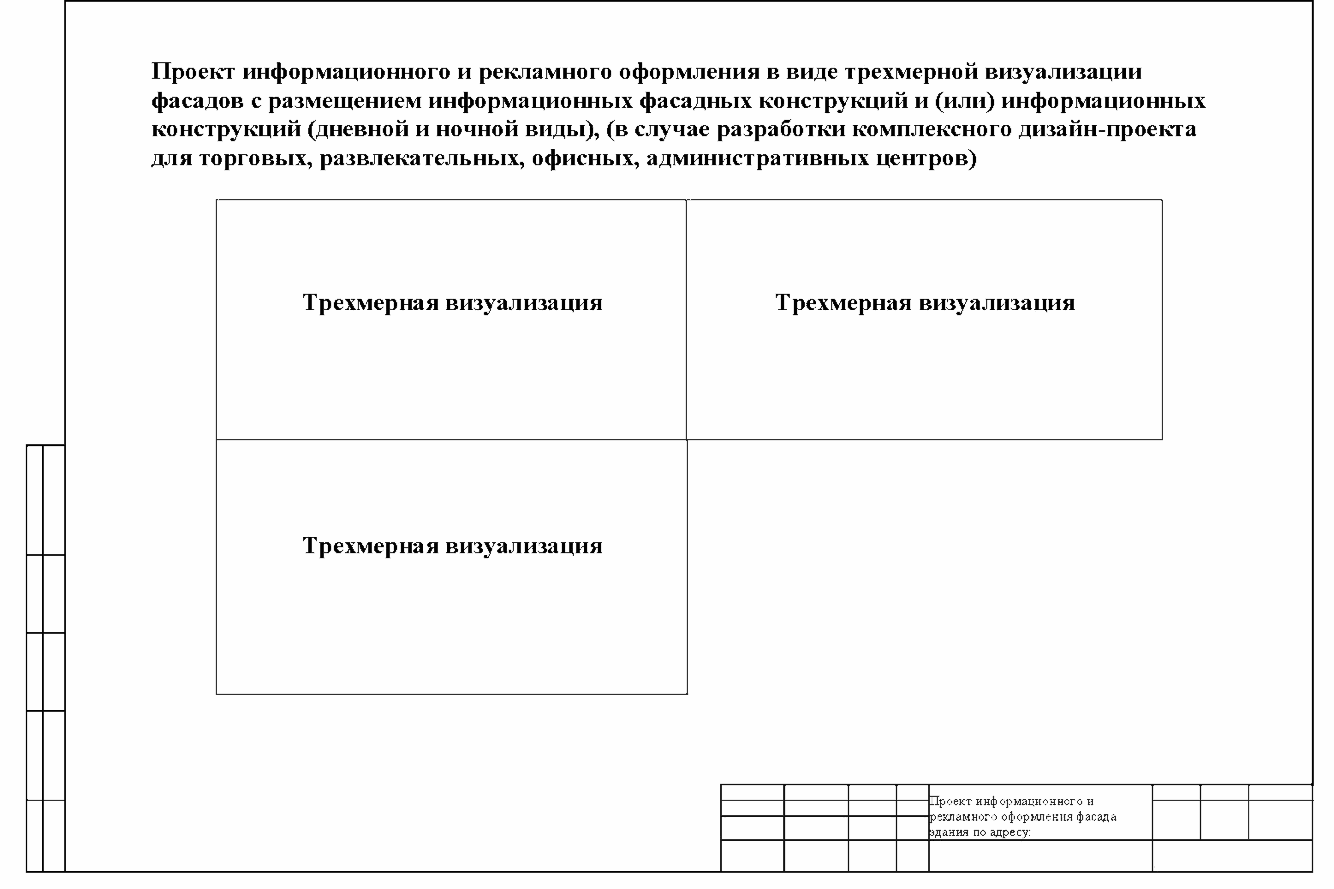 Проект информационного и рекламного оформления в виде трехмерной визуализации
фасадов с размещением информационных фасадных конструкций и (или) информационных
конструкций (дневной и ночной виды), (в случае разработки комплексного дизайн-проекта
для торговых, развлекательных, офисных, административных центров)
Трехмерная визуализация
Трехмерная визуализация
Трехмерная визуализация
Проект информационного и
рекламного оформления фасада
здания по адресу: